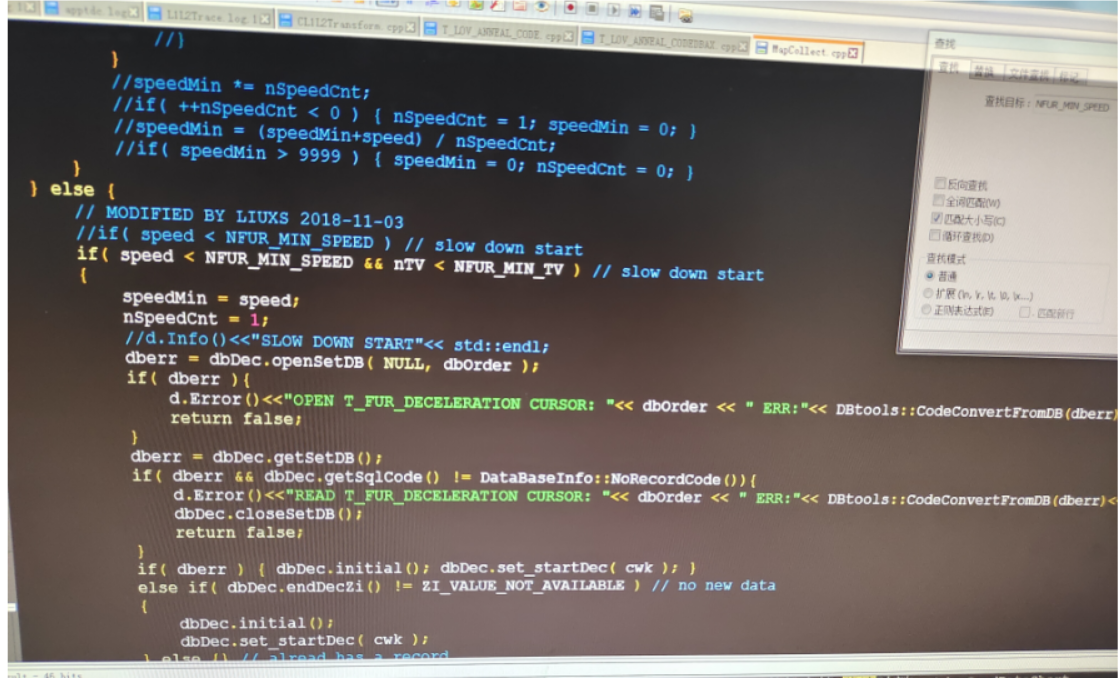 apptde.log
L1L2Trace.log.1
CL1L2Transform.cpp
T_LOV_ANNEAL_CODE.cpp
T_LOV_ANNEAL_CODEDBAX.cpp
MapCollect.cpp
//}
}
//speedMin *= nSpeedCnt;
//if( ++nSpeedCnt < 0 ) { nSpeedCnt = 1; speedMin = 0; }
//speedMin = (speedMin+speed) / nSpeedCnt;
//if( speedMin > 9999 ) { speedMin = 0; nSpeedCnt = 0; }
}
} else {
// MODIFIED BY LIUXS 2018-11-03
//if( speed < NFUR_MIN_SPEED ) // slow down start
if( speed < NFUR_MIN_SPEED && nTV < NFUR_MIN_TV ) // slow down start
{
speedMin = speed;
nSpeedCnt = 1;
//d.Info()<<"SLOW DOWN START"<< std::endl;
dberr = dbDec.openSetDB( NULL, dbOrder );
if( dberr ){
d.Error()<<"OPEN T_FUR_DECELERATION CURSOR: "<< dbOrder << " ERR:"<< DBtools::CodeConvertFromDB(dberr)
return false;
}
dberr = dbDec.getSetDB();
if( dberr && dbDec.getSqlCode() != DataBaseInfo::NoRecordCode()){
d.Error()<<"READ T_FUR_DECELERATION CURSOR: "<< dbOrder << " ERR:"<< DBtools::CodeConvertFromDB(dberr)<
dbDec.closeSetDB();
return false;
}
if( dberr ) { dbDec.initial(); dbDec.set_startDec( cwk ); }
else if( dbDec.endDecZi() != ZI_VALUE_NOT_AVAILABLE ) // no new data
{
dbDec.initial();
dbDec.set_startDec( cwk );
} else {} // alread has a record
查找
查找 替换 文件查找 标记
查找目标: NFUR_MIN_SPEED
反向查找
全词匹配(W)
匹配大小写(C)
循环查找(D)
查找模式
普通
扩展 (\n, \r, \t, \0, \x...)
正则表达式(E) . 匹配新行
= 46 hits